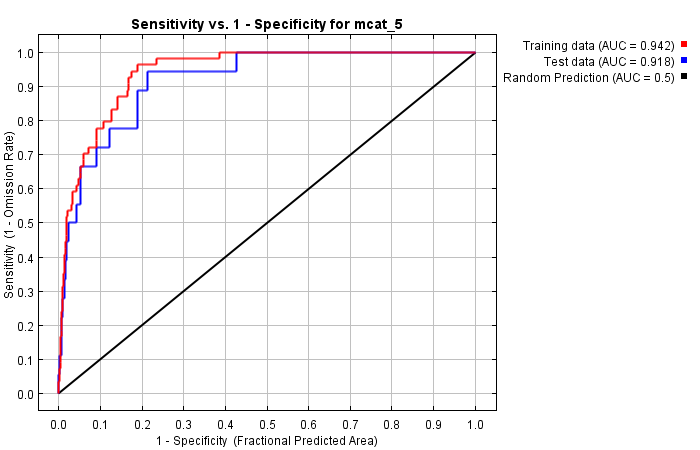 Sensitivity vs. 1 - Specificity for mcat_5
Training data (AUC = 0.942)
Test data (AUC = 0.918)
Random Prediction (AUC = 0.5)
Sensitivity (1 - Omission Rate)
1.0
0.9
0.8
0.7
0.6
0.5
0.4
0.3
0.2
0.1
0.0
0.0 0.1 0.2 0.3 0.4 0.5 0.6 0.7 0.8 0.9 1.0
1 - Specificity (Fractional Predicted Area)